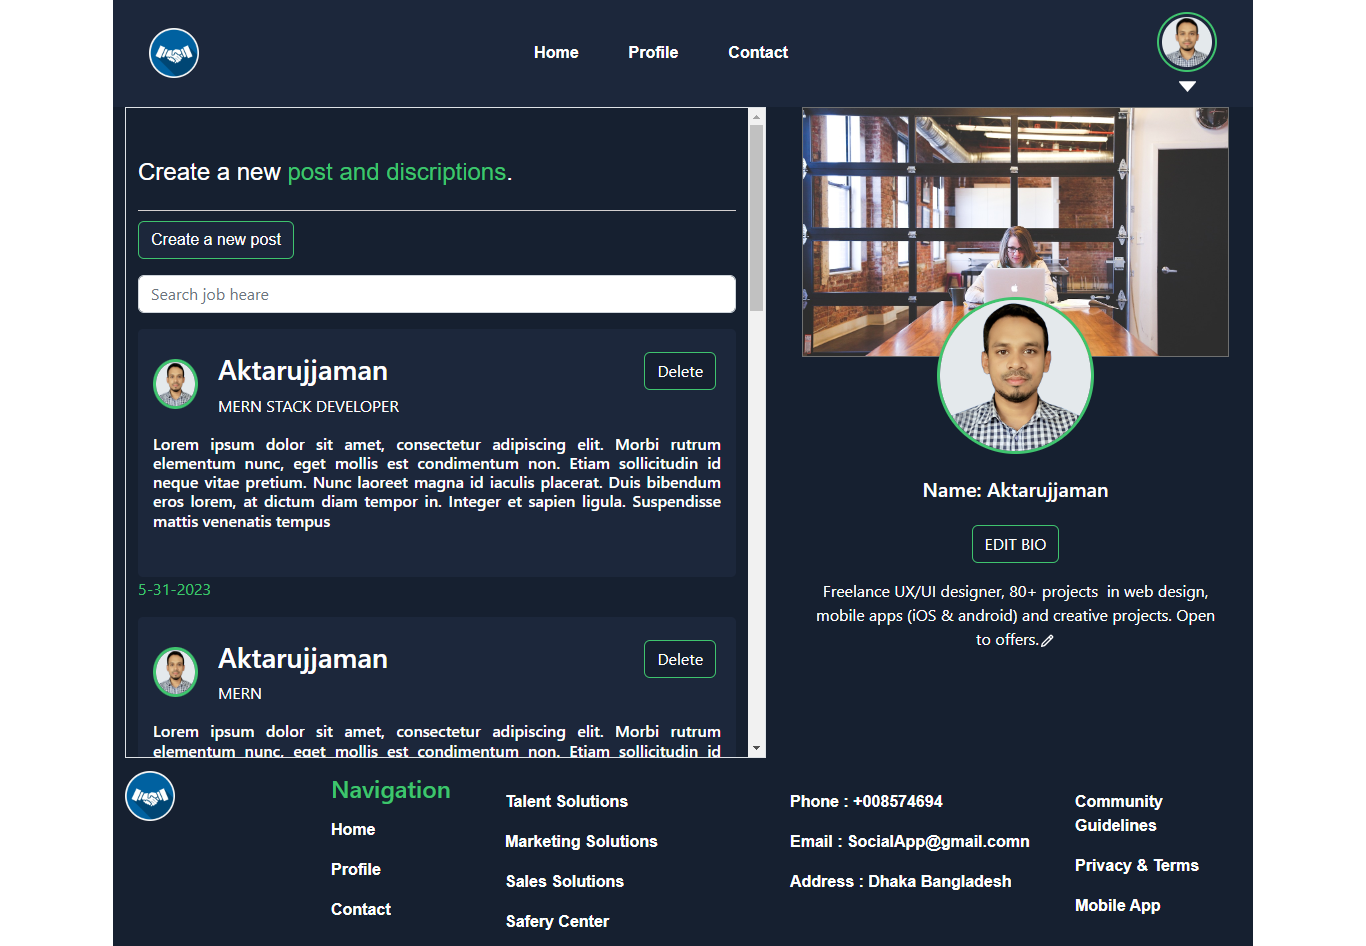 Home Profile Contact
Create a new post and discriptions.
Create a new post
Search job heare
Aktarujjaman
Delete
MERN STACK DEVELOPER
Lorem ipsum dolor sit amet, consectetur adipiscing elit. Morbi rutrum
elementum nunc, eget mollis est condimentum non. Etiam sollicitudin id
neque vitae pretium. Nunc laoreet magna id iaculis placerat. Duis bibendum
eros lorem, at dictum diam tempor in. Integer et sapien ligula. Suspendisse
mattis venenatis tempus
5-31-2023
Aktarujjaman
Delete
MERN
Lorem ipsum dolor sit amet, consectetur adipiscing elit. Morbi rutrum
elementum nunc, eget mollis est condimentum non. Etiam sollicitudin id
Name: Aktarujjaman
EDIT BIO
Freelance UX/UI designer, 80+ projects in web design,
mobile apps (iOS & android) and creative projects. Open
to offers.
Navigation
Home
Profile
Contact
Talent Solutions
Marketing Solutions
Sales Solutions
Safery Center
Phone : +008574694
Email : SocialApp@gmail.comn
Address : Dhaka Bangladesh
Community
Guidelines
Privacy & Terms
Mobile App